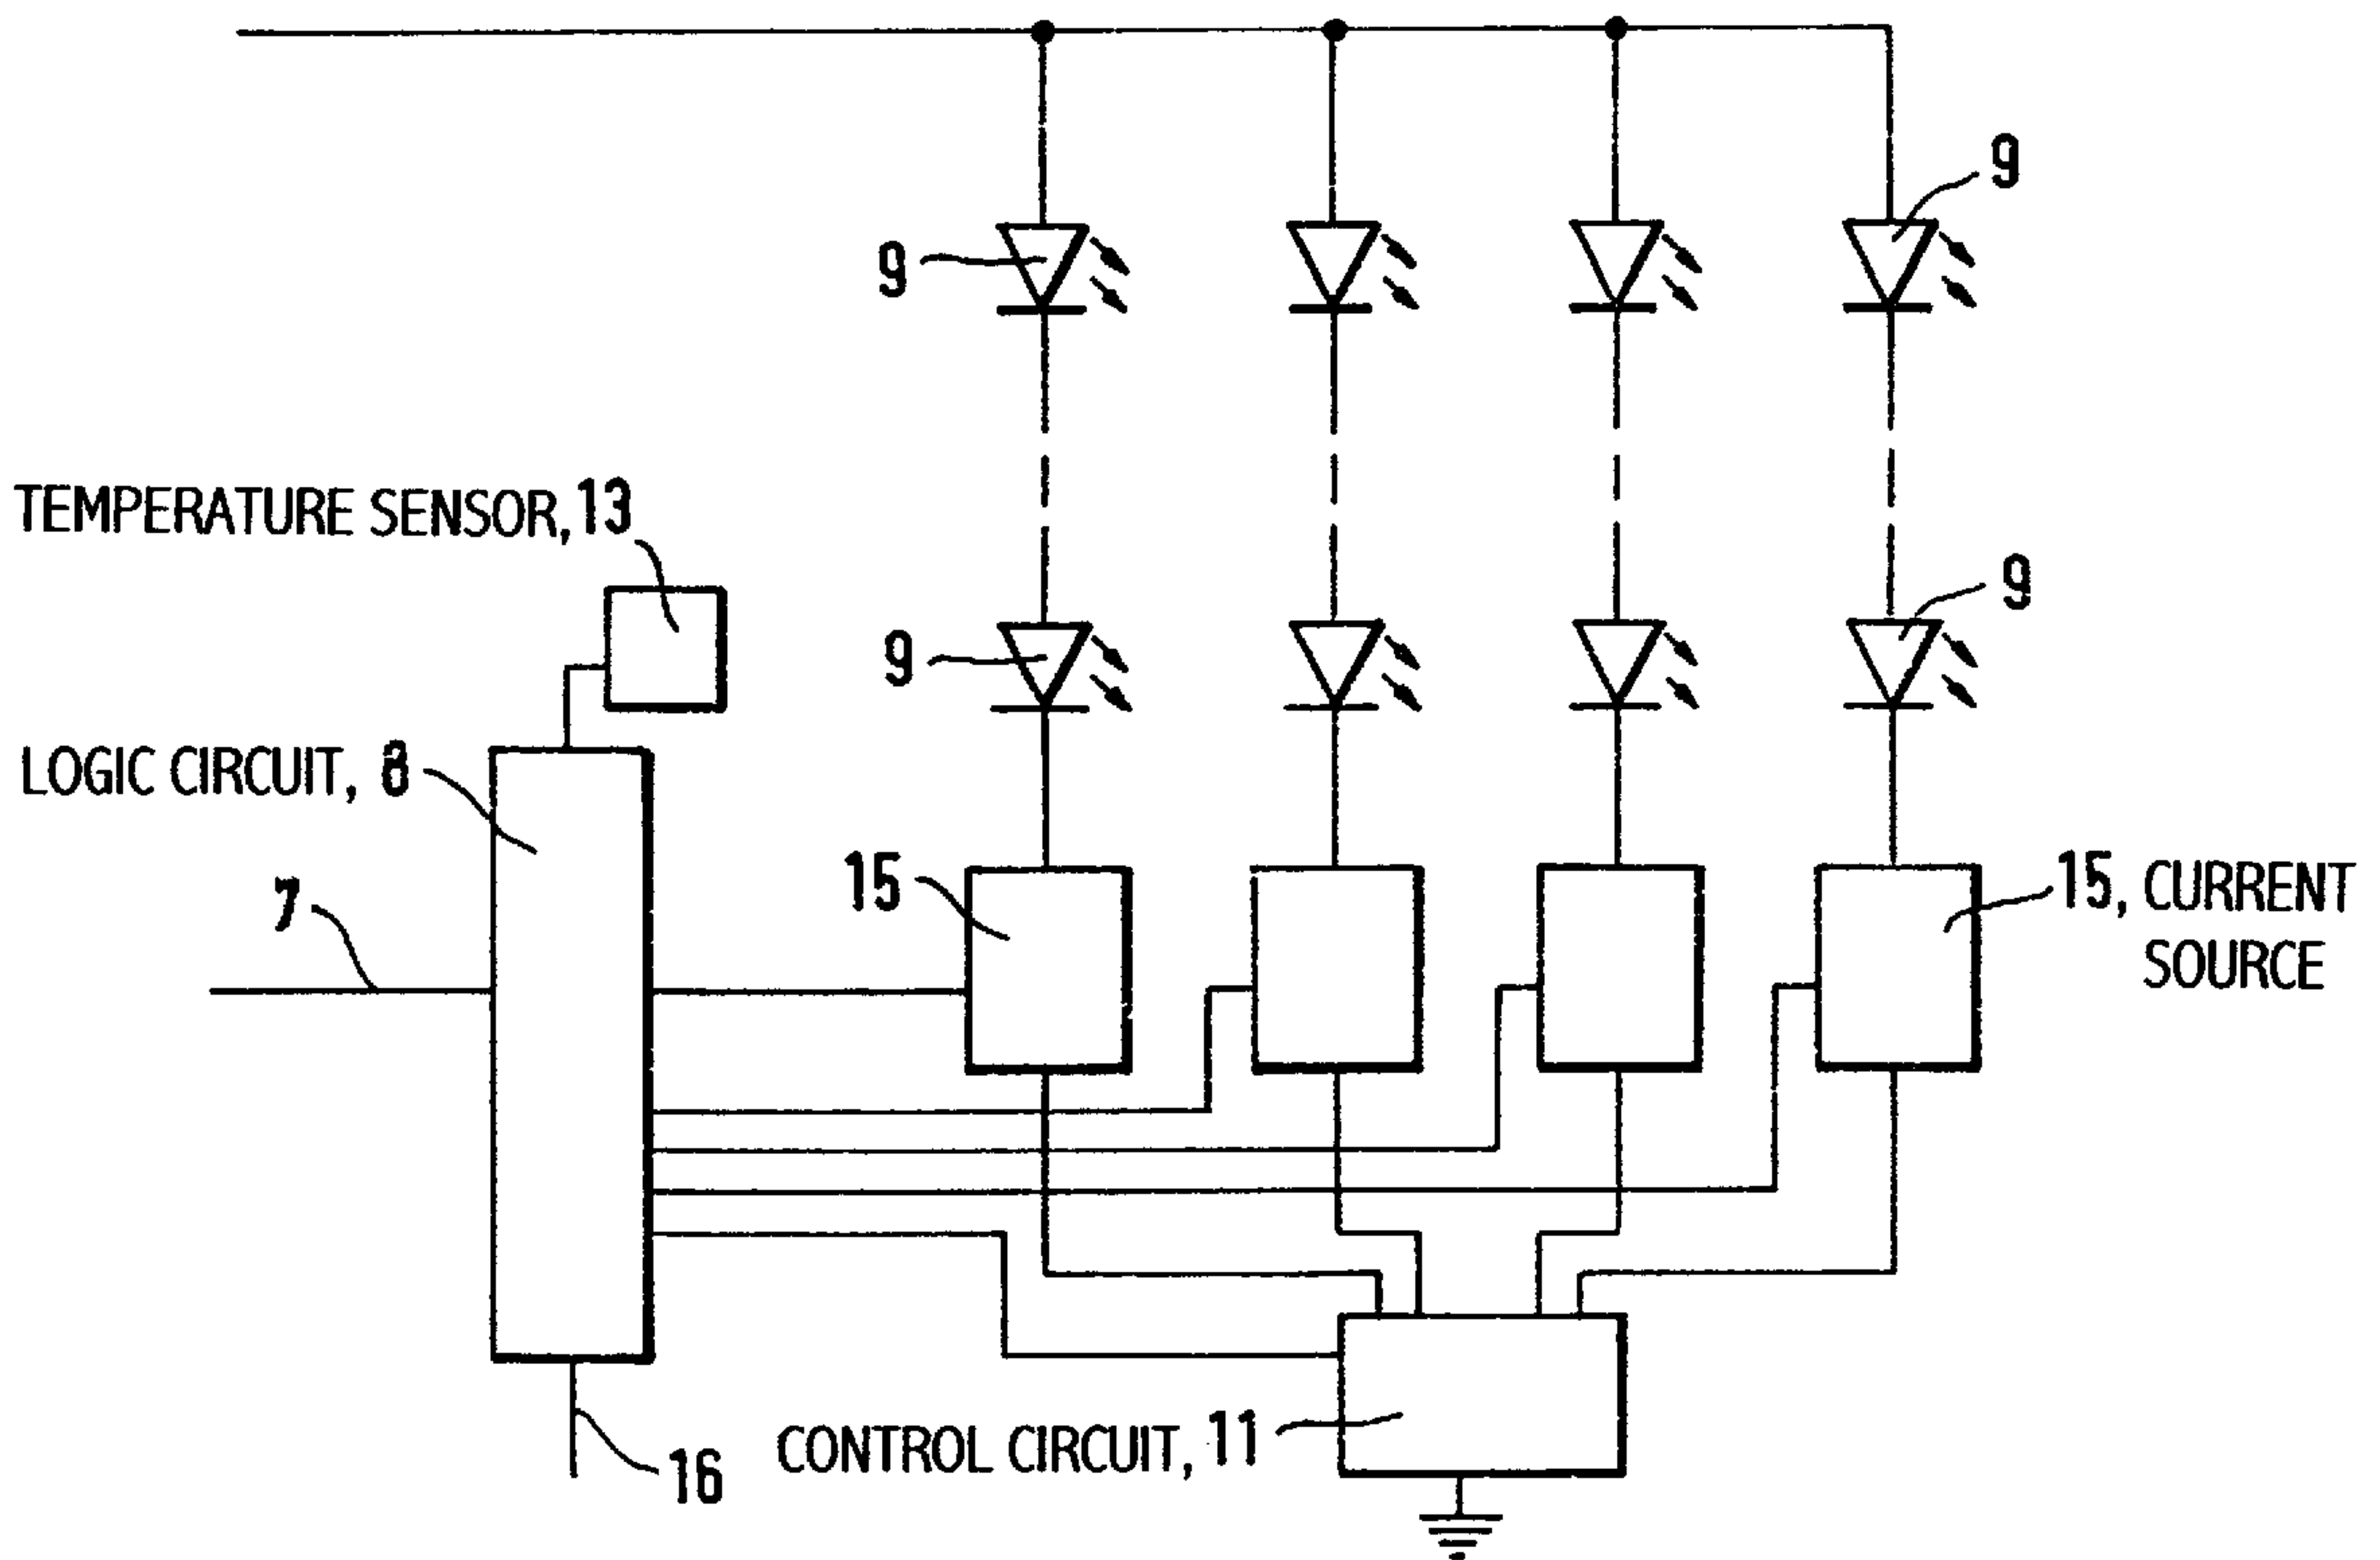 9
9
TEMPERATURE SENSOR, 13
9
9
LOGIC CIRCUIT, 8
7
15
15, CURRENT
SOURCE
CONTROL CIRCUIT, 11
16